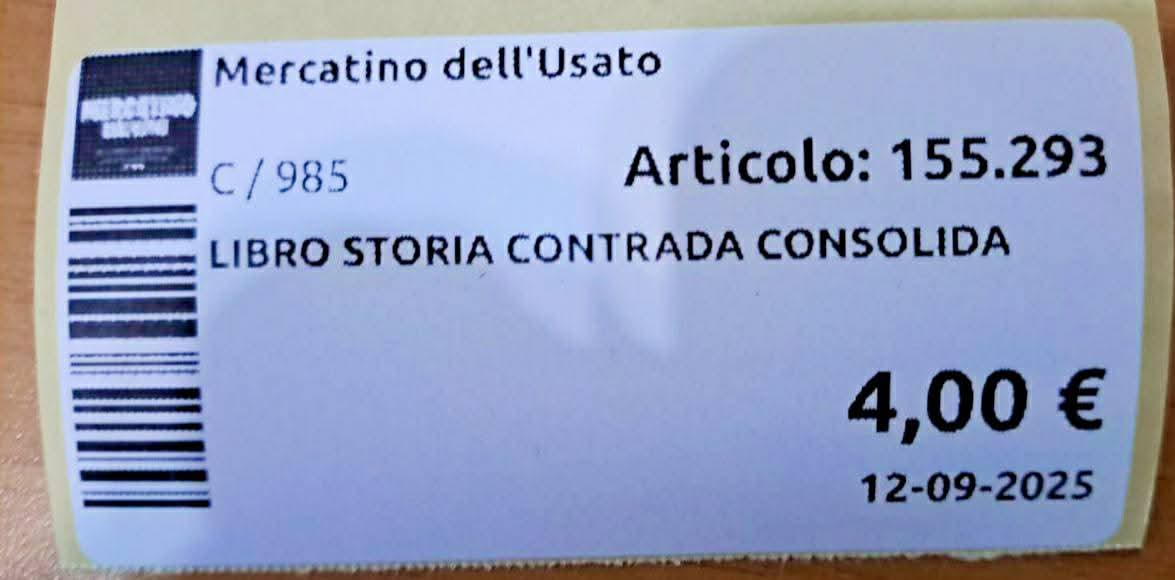 Mercatino dell'Usato
C / 985
Articolo: 155.293
LIBRO STORIA CONTRADA CONSOLIDA
4,00 €
12-09-2025